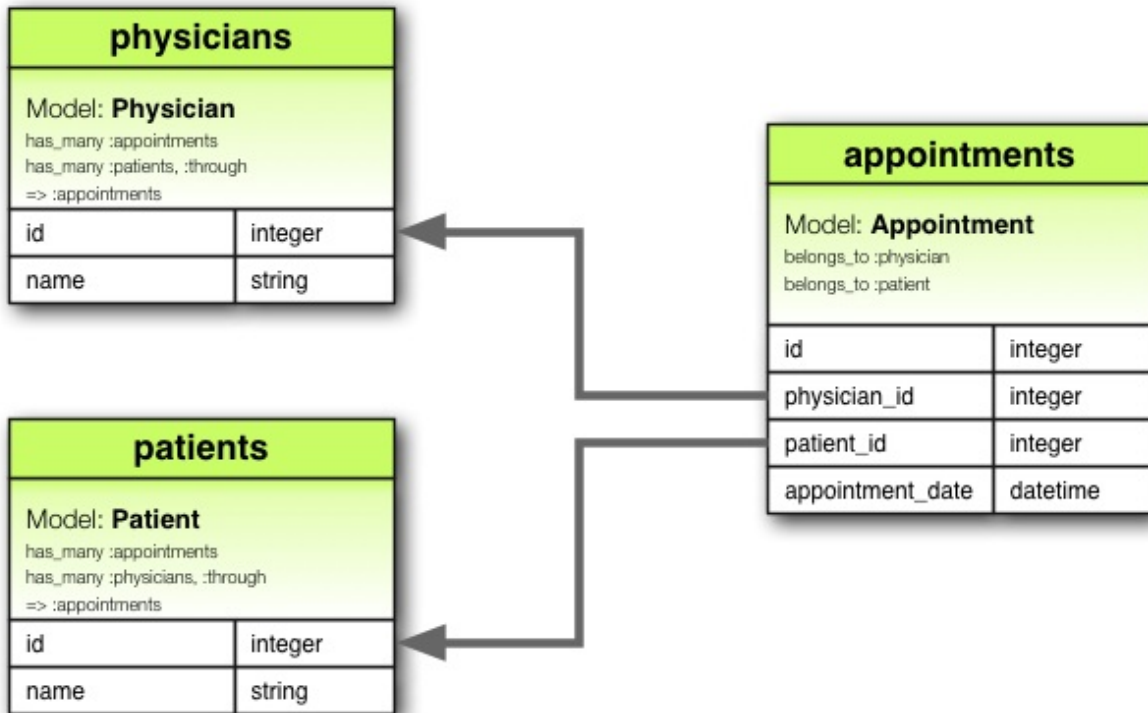 physicians
Model: Physician
has_many :appointments
has_many :patients, :through
=> :appointments
id integer
name string
appointments
Model: Appointment
belongs_to :physician
belongs_to :patient
id integer
physician_id integer
patient_id integer
appointment_date datetime
patients
Model: Patient
has_many :appointments
has_many :physicians, :through
=> :appointments
id integer
name string